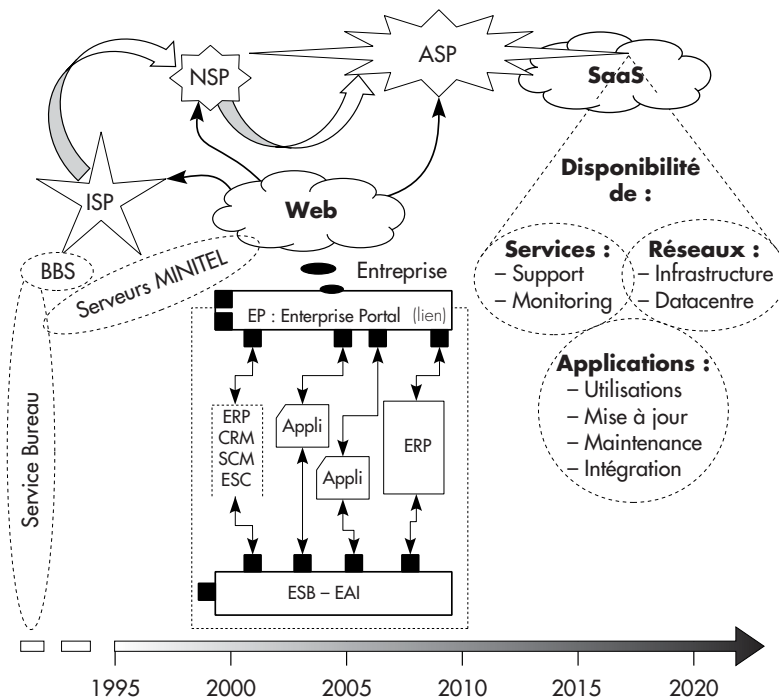 NSP
ASP
SaaS
ISP
Web
Disponibilité
de :
BBS
Serveurs MINITEL
Entreprise
Services :
– Support
– Monitoring
Réseaux :
– Infrastructure
– Datacentre
EP : Enterprise Portal (lien)
Applications :
– Utilisations
– Mise à jour
– Maintenance
– Intégration
Service Bureau
ERP
CRM
SCM
ESC
Appli
Appli
ERP
ESB – EAI
1995 2000 2005 2010 2015 2020